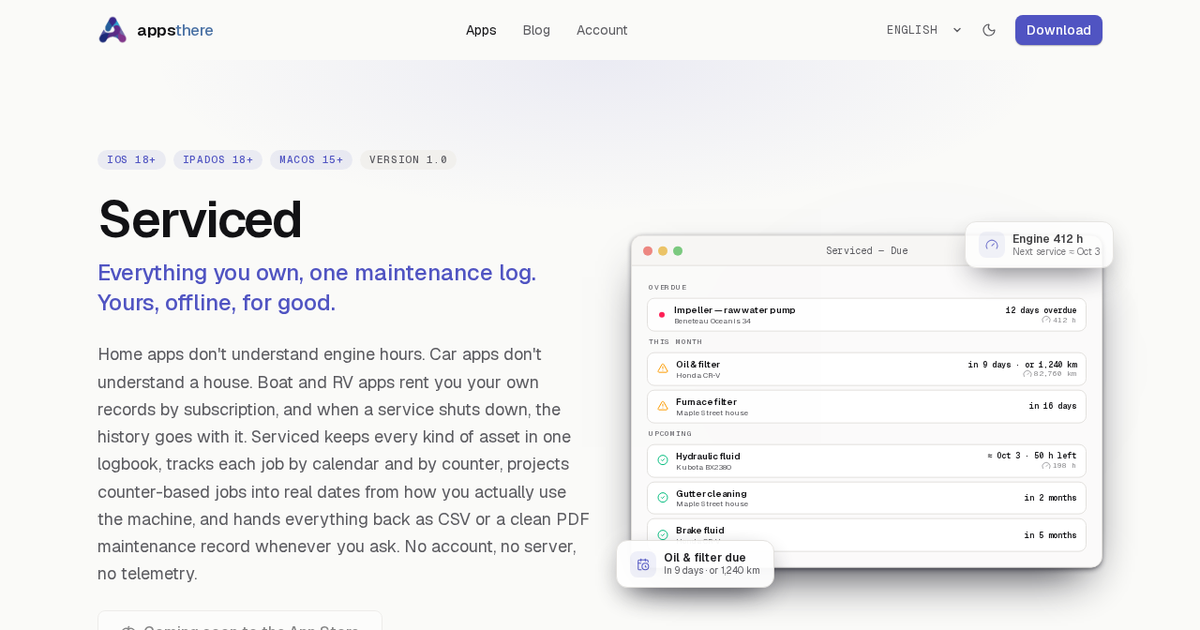 appsthere
Apps
Blog
Account
ENGLISH
Download
IOS 18+
IPADOS 18+
MACOS 15+
VERSION 1.0
Serviced
Everything you own, one maintenance log.
Yours, offline, for good.
Home apps don't understand engine hours. Car apps don't
understand a house. Boat and RV apps rent you your own
records by subscription, and when a service shuts down, the
history goes with it. Serviced keeps every kind of asset in one
logbook, tracks each job by calendar and by counter, projects
counter-based jobs into real dates from how you actually use
the machine, and hands everything back as CSV or a clean PDF
maintenance record whenever you ask. No account, no server,
no telemetry.
Coming soon to the App Store
Serviced — Due
Engine 412 h
Next service ≈ Oct 3
OVERDUE
Impeller — raw water pump
12 days overdue
Beneteau Oceanis 34
412 h
THIS MONTH
Oil & filter
in 9 days · or 1,240 km
Honda CR-V
82,760 km
Furnace filter
in 16 days
Maple Street house
UPCOMING
Hydraulic fluid
≈ Oct 3 · 50 h left
Kubota BX2380
198 h
Gutter cleaning
in 2 months
Maple Street house
Brake fluid
in 5 months
Oil & filter due
In 9 days · or 1,240 km